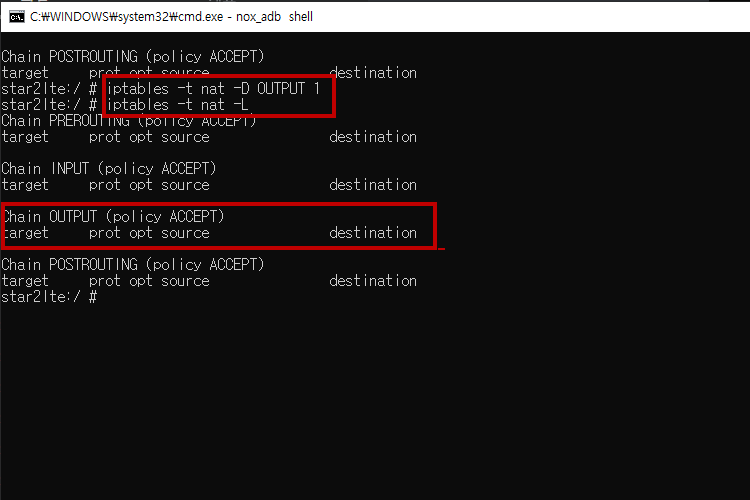 C:₩WINDOWS₩system32₩cmd.exe - nox_adb shell
Chain POSTROUTING (policy ACCEPT)
target prot opt source destination
star2lte:/ # iptables -t nat -D OUTPUT 1
star2lte:/ # iptables -t nat -L
Chain PREROUTING (policy ACCEPT)
target prot opt source destination
Chain INPUT (policy ACCEPT)
target prot opt source destination
Chain OUTPUT (policy ACCEPT)
target prot opt source destination
Chain POSTROUTING (policy ACCEPT)
target prot opt source destination
star2lte:/ #